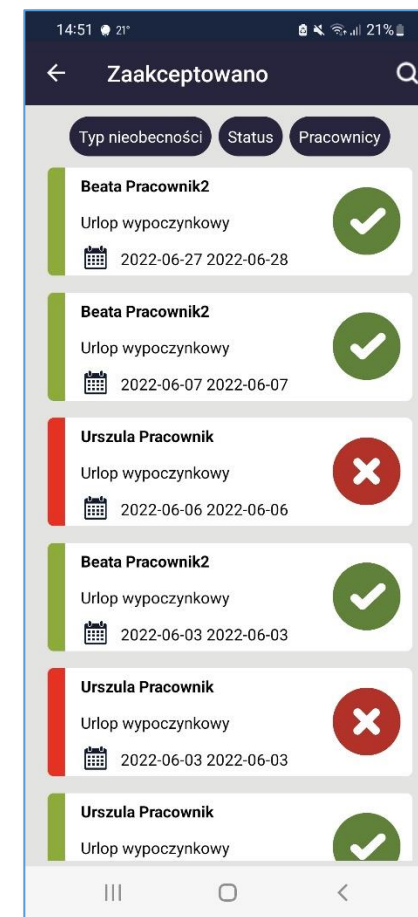 14:51 21° 21%
Zaakceptowano
Typ nieobecności Status Pracownicy
Beata Pracownik2
Urlop wypoczynkowy
2022-06-27 2022-06-28
Beata Pracownik2
Urlop wypoczynkowy
2022-06-07 2022-06-07
Urszula Pracownik
Urlop wypoczynkowy
2022-06-06 2022-06-06
Beata Pracownik2
Urlop wypoczynkowy
2022-06-03 2022-06-03
Urszula Pracownik
Urlop wypoczynkowy
2022-06-03 2022-06-03
Urszula Pracownik
Urlop wypoczynkowy